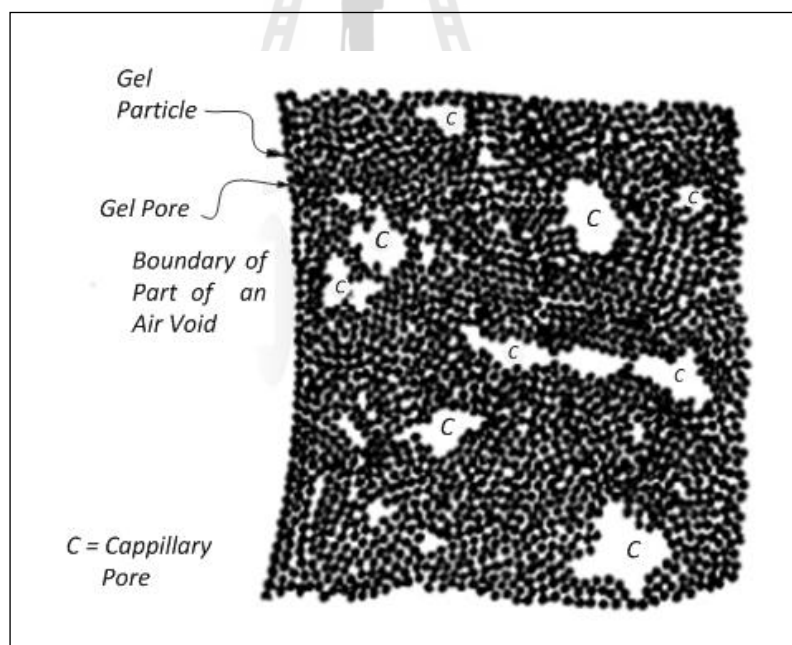 Gel
Particle
C
Gel Pore
C
C
C
Boundary of
Part of an
Air Void
C
C
C
C
C = Cappillary
Pore
C